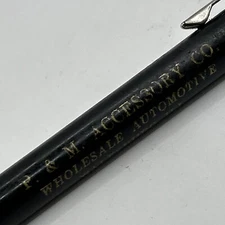 P. & M. ACCESSORY CO.
WHOLESALE AUTOMOTIVE